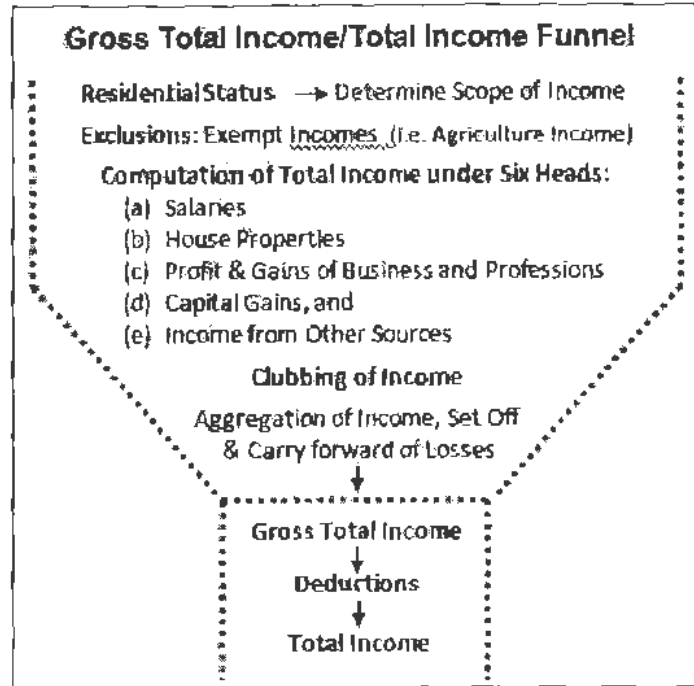 Gross Total Income/Total Income Funnel
Residential Status → Determine Scope of Income
Exclusions: Exempt Incomes (i.e. Agriculture Income)
Computation of Total Income under Six Heads:
(a) Salaries
(b) House Properties
(c) Profit & Gains of Business and Professions
(d) Capital Gains, and
(e) Income from Other Sources
Clubbing of Income
Aggregation of Income, Set Off
& Carry forward of Losses
Gross Total Income
Deductions
Total Income